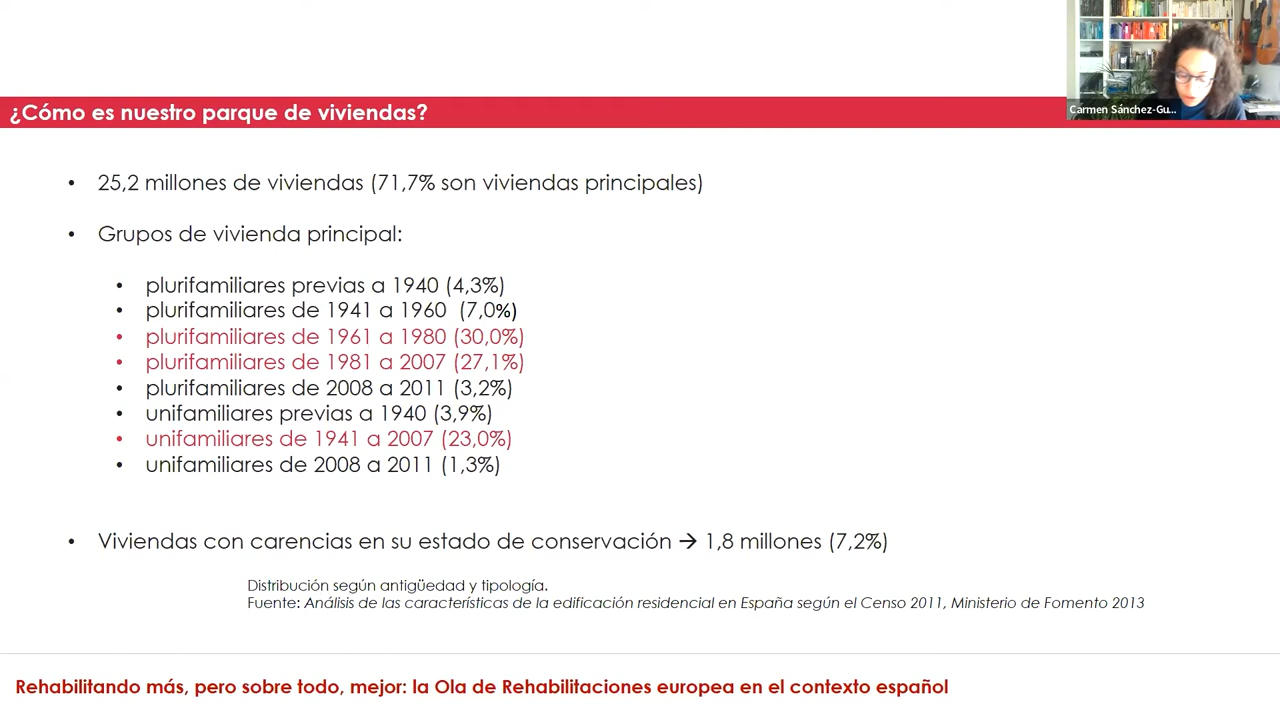 ¿Cómo es nuestro parque de viviendas?
Carmen Sánchez-Gu...
• 25,2 millones de viviendas (71,7% son viviendas principales)
• Grupos de vivienda principal:
• plurifamiliares previas a 1940 (4,3%)
• plurifamiliares de 1941 a 1960 (7,0%)
• plurifamiliares de 1961 a 1980 (30,0%)
• plurifamiliares de 1981 a 2007 (27,1%)
• plurifamiliares de 2008 a 2011 (3,2%)
• unifamiliares previas a 1940 (3,9%)
• unifamiliares de 1941 a 2007 (23,0%)
• unifamiliares de 2008 a 2011 (1,3%)
• Viviendas con carencias en su estado de conservación → 1,8 millones (7,2%)
Distribución según antigüedad y tipología.
Fuente: Análisis de las características de la edificación residencial en España según el Censo 2011, Ministerio de Fomento 2013
Rehabilitando más, pero sobre todo, mejor: la Ola de Rehabilitaciones europea en el contexto español